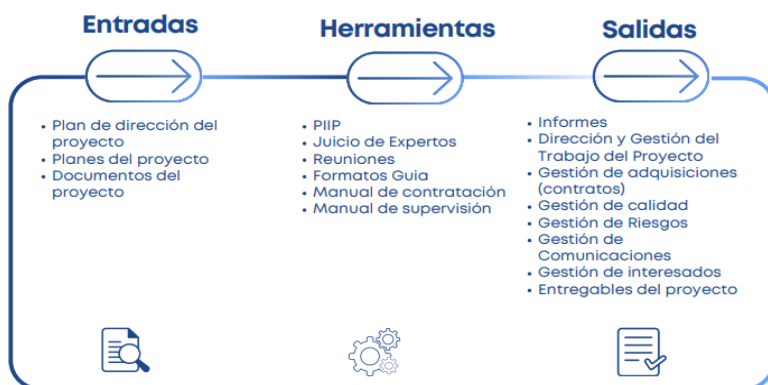 Entradas
• Plan de dirección del
proyecto
• Planes del proyecto
• Documentos del
proyecto
Herramientas
• PIIP
• Juicio de Expertos
• Reuniones
• Formatos Guia
• Manual de contratación
• Manual de supervisión
Salidas
• Informes
• Dirección y Gestión del
Trabajo del Proyecto
• Gestión de adquisiciones
(contratos)
• Gestión de calidad
• Gestión de Riesgos
• Gestión de
Comunicaciones
• Gestión de interesados
• Entregables del proyecto